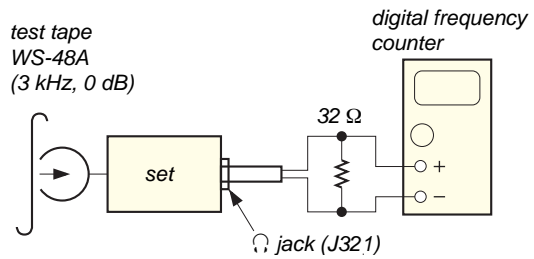 test tape
WS-48A
(3 kHz, 0 dB)
digital frequency
counter
32 Ω
set
+
–
Ω jack (J321)